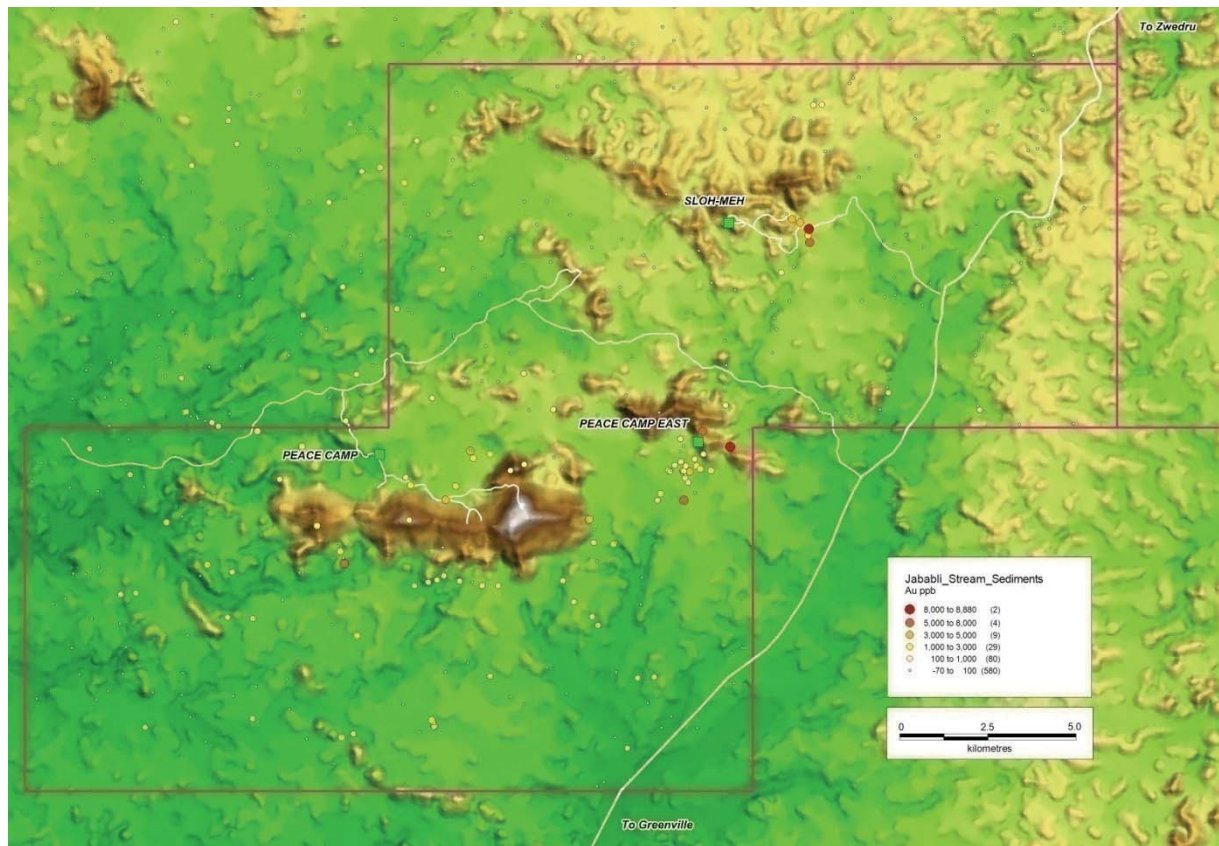 To Zwedru
SLOH-MEH
PEACE CAMP EAST
PEACE CAMP
Jababli_Stream_Sediments
Au ppb
8,000 to 8,880 (2)
5,000 to 8,000 (4)
3,000 to 5,000 (9)
1,000 to 3,000 (29)
100 to 1,000 (80)
-70 to 100 (580)
0 2.5 5.0
kilometres
To Greenville